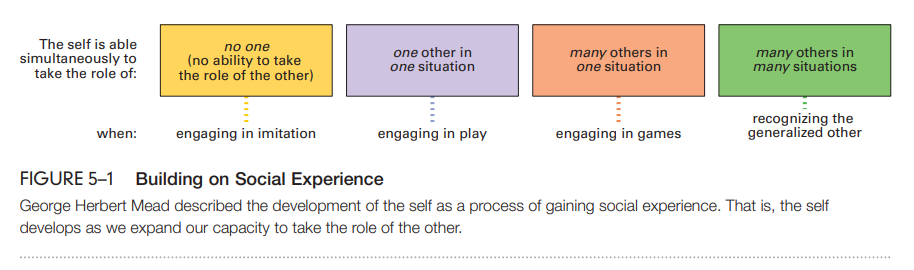 The self is able
simultaneously to
take the role of:
no one
(no ability to take
the role of the other)
one other in
one situation
many others in
one situation
many others in
many situations
when:
engaging in imitation
engaging in play
engaging in games
recognizing the
generalized other
FIGURE 5–1 Building on Social Experience
George Herbert Mead described the development of the self as a process of gaining social experience. That is, the self
develops as we expand our capacity to take the role of the other.